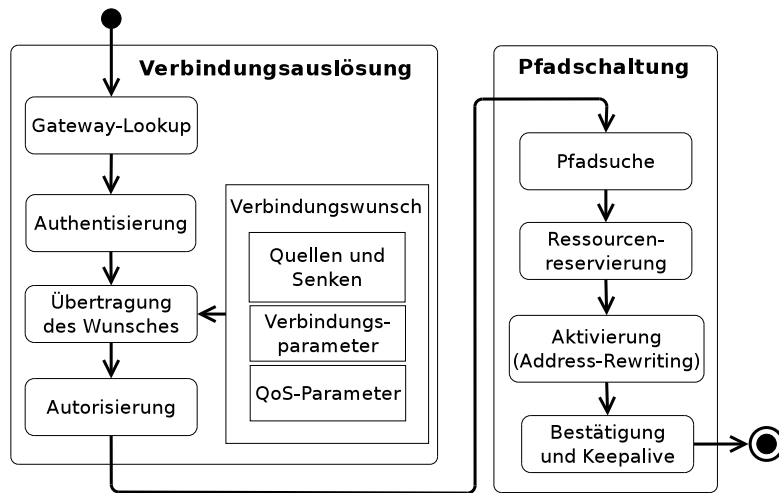 Verbindungsauslösung
Gateway-Lookup
Authentisierung
Übertragung
des Wunsches
Autorisierung
Verbindungswunsch
Quellen und
Senken
Verbindungs-
parameter
QoS-Parameter
Pfadschaltung
Pfadsuche
Ressourcen-
reservierung
Aktivierung
(Address-Rewriting)
Bestätigung
und Keepalive